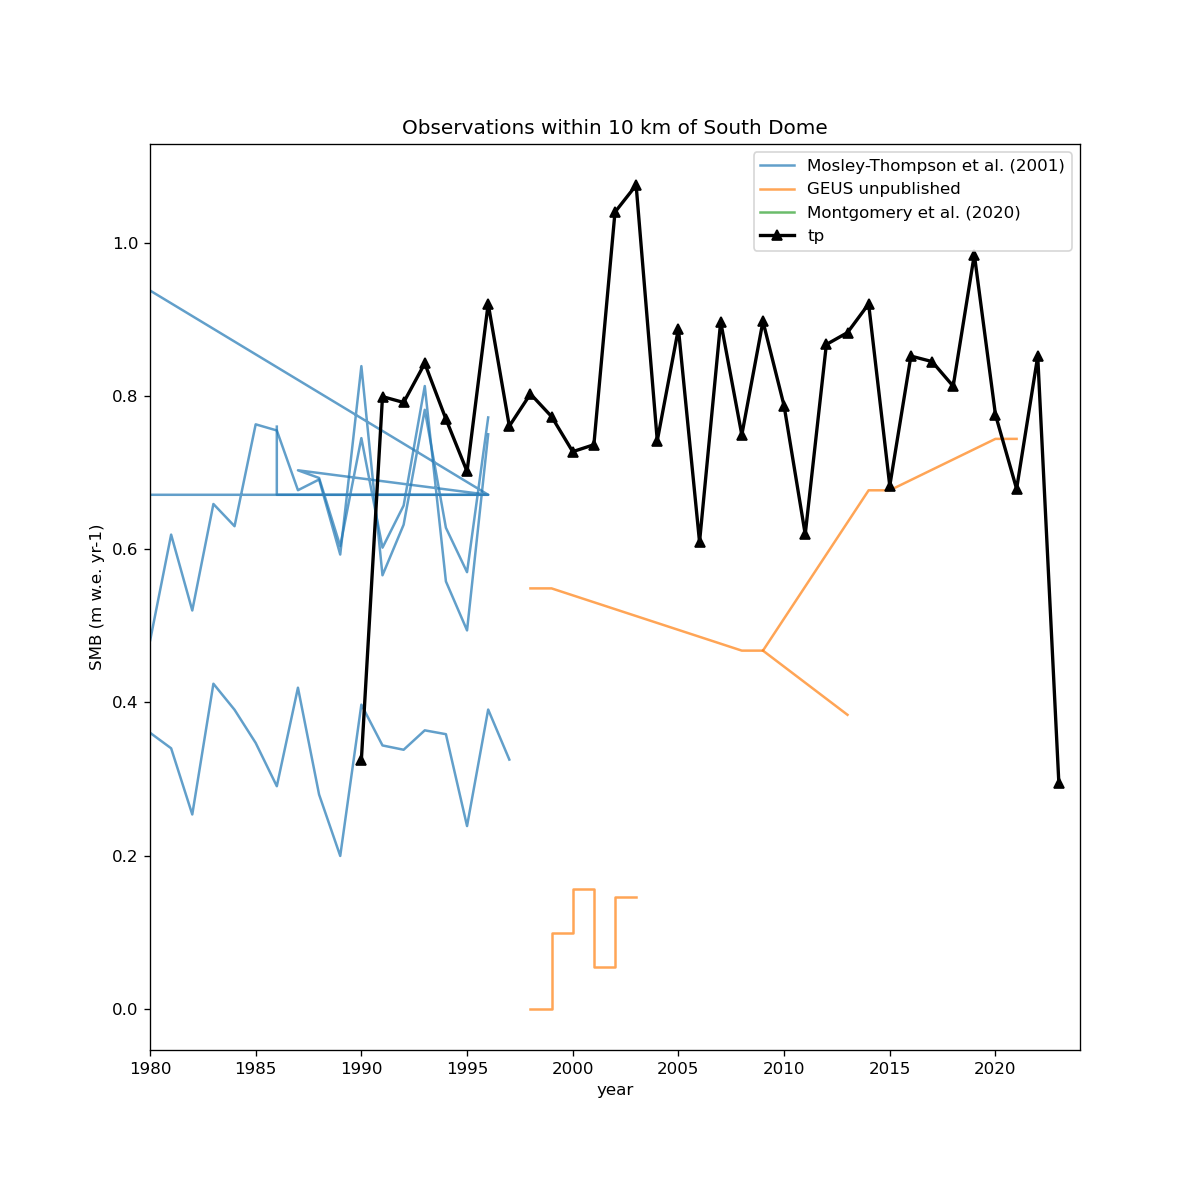 Observations within 10 km of South Dome
Mosley-Thompson et al. (2001)
GEUS unpublished
Montgomery et al. (2020)
tp
SMB (m w.e. yr-1)
1.0
0.8
0.6
0.4
0.2
0.0
1980 1985 1990 1995 2000 2005 2010 2015 2020
year